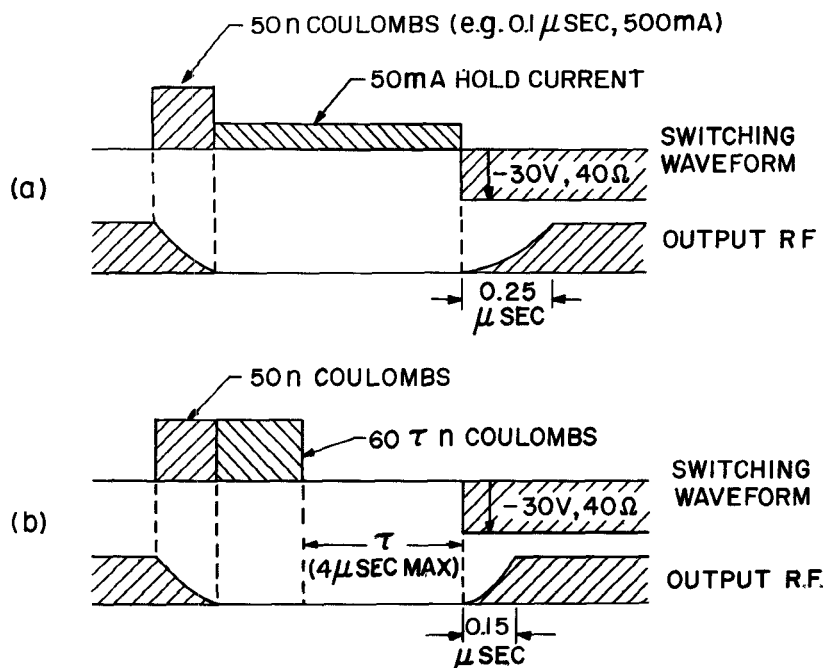 50 n COULOMBS (e.g. 0.1 μSEC, 500mA)
50mA HOLD CURRENT
SWITCHING
WAVEFORM
-30V, 40Ω
(a)
OUTPUT RF
0.25
μSEC
50 n COULOMBS
60 τ n COULOMBS
SWITCHING
WAVEFORM
-30V, 40Ω
(b)
τ
(4μSEC MAX)
OUTPUT R.F.
0.15
μSEC